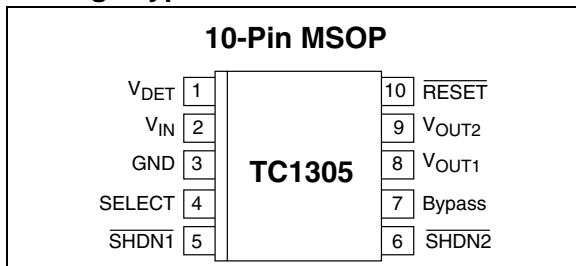 10-Pin MSOP
VDET 1
10 RESET
VIN 2
9 VOUT2
GND 3
TC1305
8 VOUT1
SELECT 4
7 Bypass
SHDN1 5
6 SHDN2